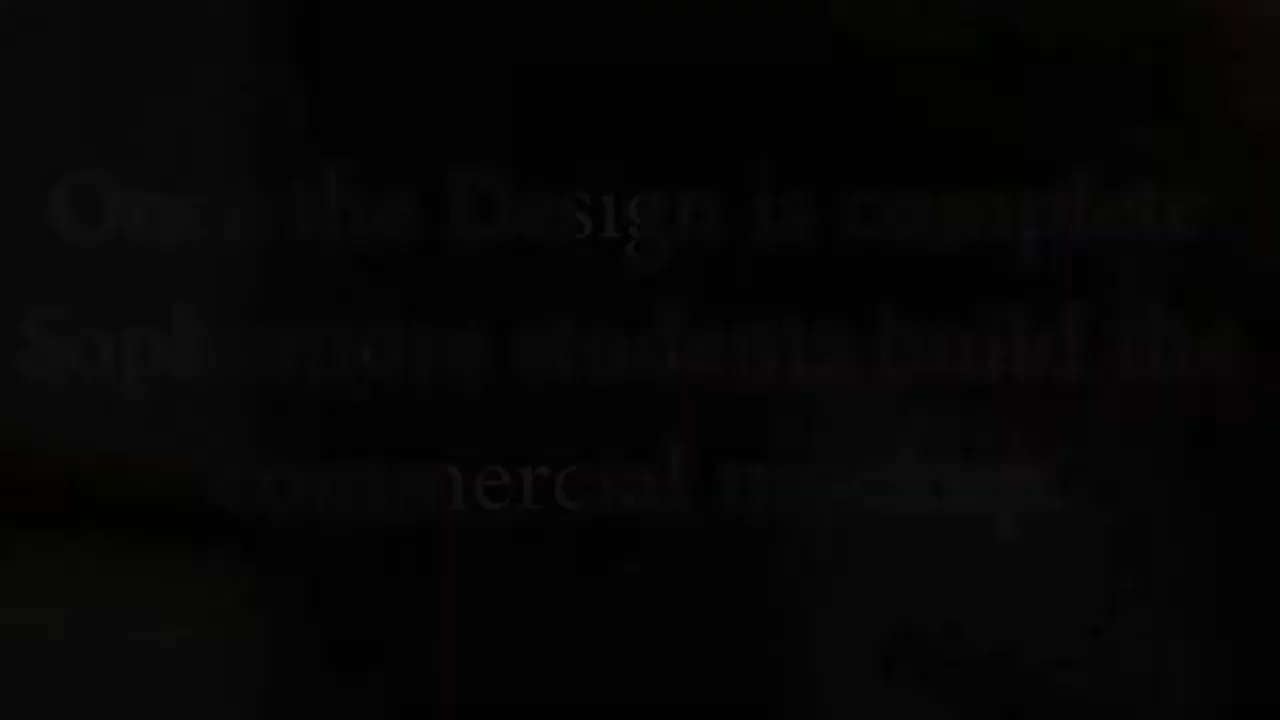 Once the Design is complete
Sophomore students build the
commercial mockup.